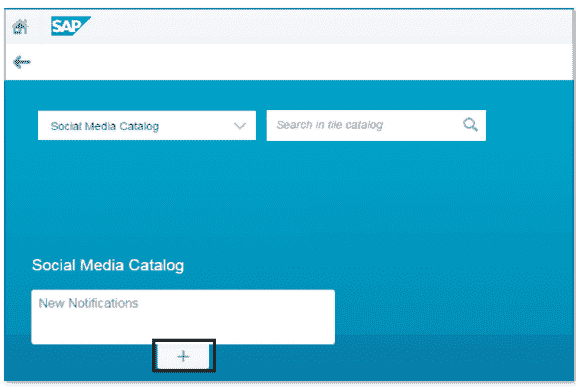 SAP
Social Media Catalog
Search in tile catalog
Social Media Catalog
New Notifications
+